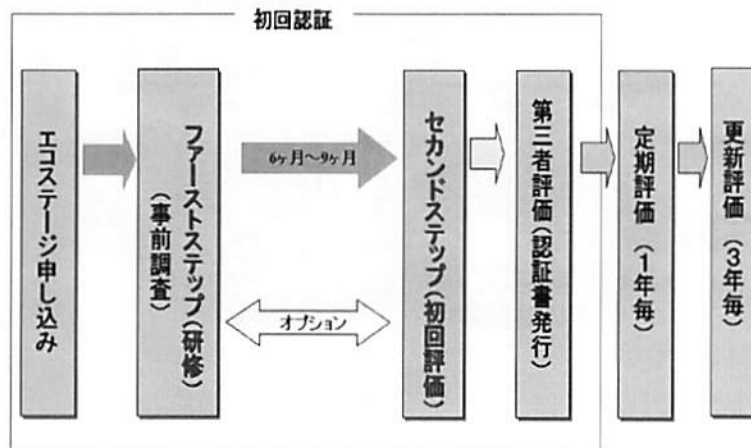 初回認証
エコステージ申し込み
ファーストステップ(研修)
(事前調査)
6ヶ月～9ヶ月
オプション
セカンドステップ(初回評価)
第三者評価(認証書発行)
定期評価 (1年毎)
更新評価 (3年毎)